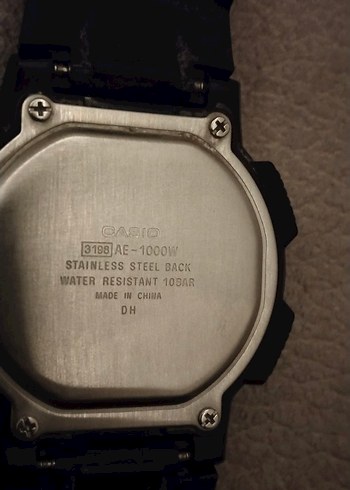 CASIO
3198 AE-1000W
STAINLESS STEEL BACK
WATER RESISTANT 10BAR
MADE IN CHINA
DH